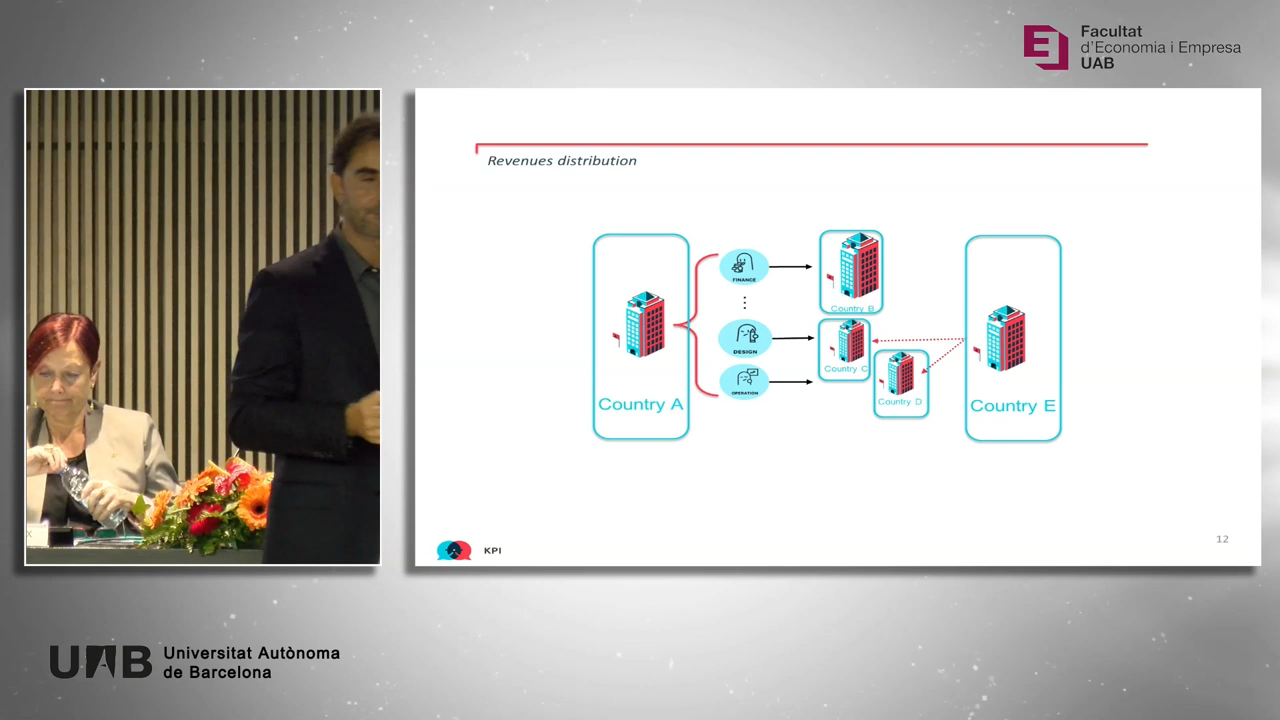 Facultat
d'Economia i Empresa
UAB
Revenues distribution
Country A
FINANCE
DESIGN
OPERATION
Country B
Country C
Country D
Country E
KPI
12
UAB
Universitat Autònoma
de Barcelona